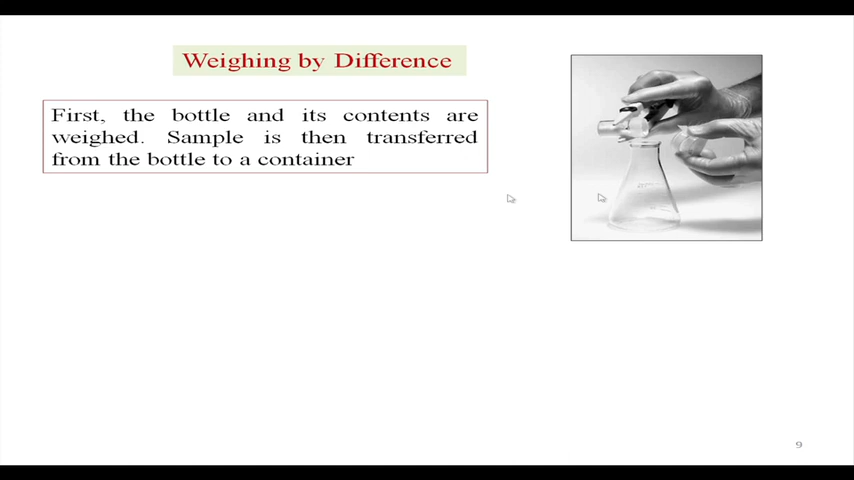 Weighing by Difference
First, the bottle and its contents are
weighed. Sample is then transferred
from the bottle to a container
9